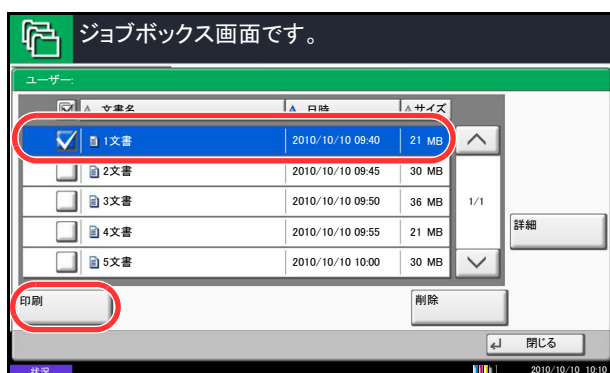 ジョブボックス画面です。
ユーザー:
文書名 日時 サイズ
1文書 2010/10/10 09:40 21 MB
2文書 2010/10/10 09:45 30 MB
3文書 2010/10/10 09:50 36 MB 1/1
4文書 2010/10/10 09:55 21 MB
詳細
5文書 2010/10/10 10:00 30 MB
印刷 削除
閉じる
状況 2010/10/10 10:10